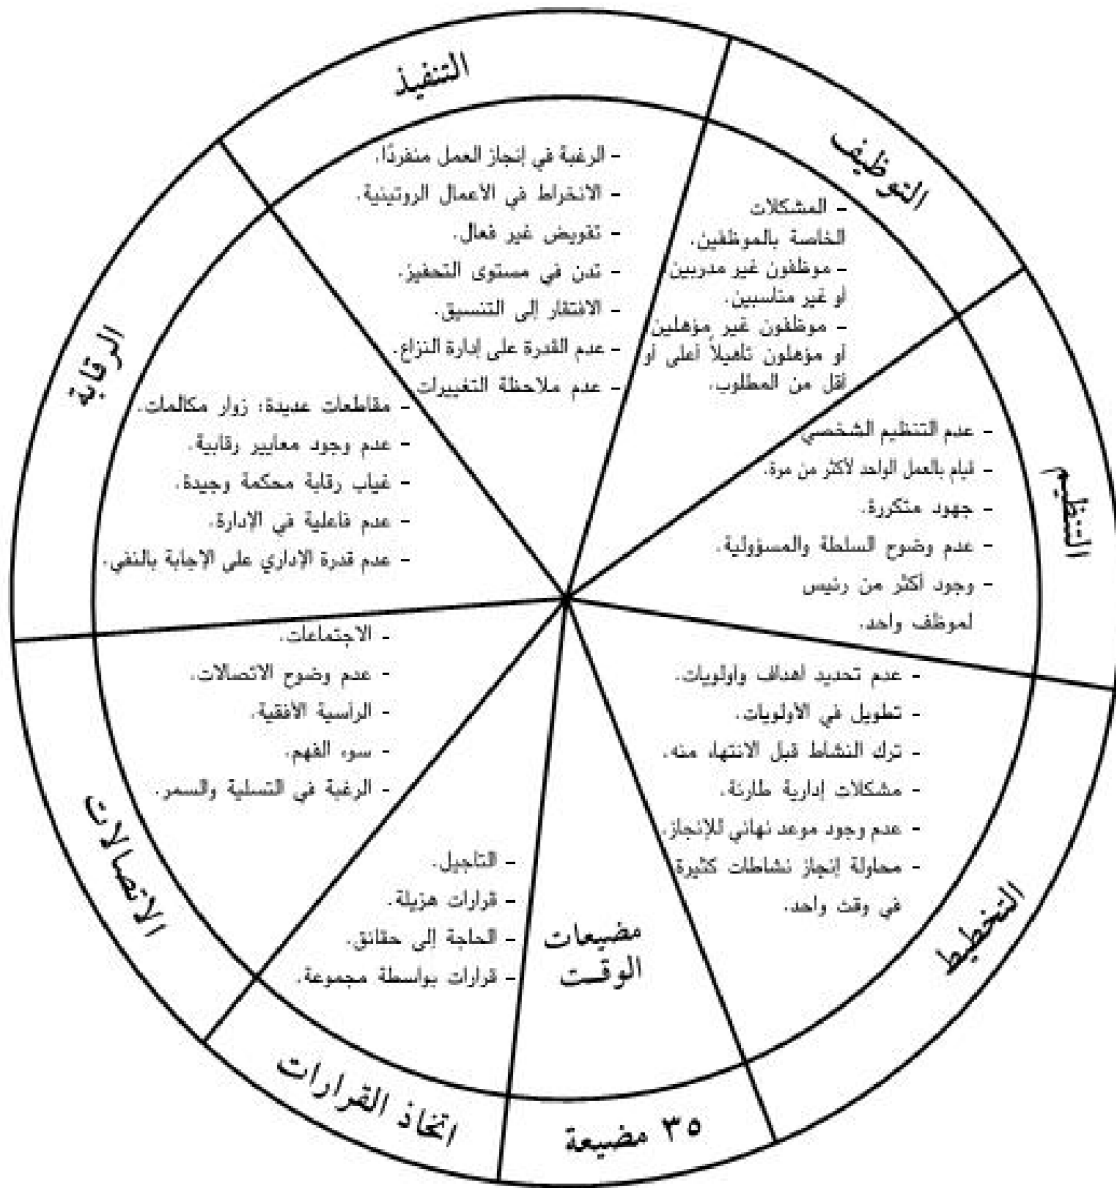 التنفيذ
- الرغبة في إنجاز العمل منفردًا.
- الانخراط في الأعمال الروتينية.
- تفويض غير فعال.
- تدن في مستوى التحفيز.
- الافتقار إلى التنسيق.
- عدم القدرة على إدارة النزاع.
- عدم ملاحظة التغييرات
التوظيف
- المشكلات
الخاصة بالموظفين.
- موظفون غير مدربين
أو غير مناسبين.
- موظفون غير مؤهلين
أو مؤهلون تأهيلاً أعلى أو
أقل من المطلوب.
التنظيم
- عدم التنظيم الشخصي
- قيام بالعمل الواحد لأكثر من مرة.
- جهود متكررة.
- عدم وضوح السلطة والمسؤولية.
- وجود أكثر من رئيس
لموظف واحد.
التخطيط
- عدم تحديد أهداف وأولويات.
- تطويل في الأولويات.
- ترك النشاط قبل الانتهاء منه.
- مشكلات إدارية طارئة.
- عدم وجود موعد نهائي للإنجاز.
- محاولة إنجاز نشاطات كثيرة
في وقت واحد.
مضيعات
الوقت
٣٥ مضيعة
اتخاذ القرارات
- التأجيل.
- قرارات هزيلة.
- الحاجة إلى حقائق.
- قرارات بواسطة مجموعة.
الاتصالات
- الاجتماعات.
- عدم وضوح الاتصالات.
- الرأسية الأفقية.
- سوء الفهم.
- الرغبة في التسلية والسمر.
الرقابة
- مقاطعات عديدة: زوار مكالمات.
- عدم وجود معايير رقابية.
- غياب رقابة محكمة وجيدة.
- عدم فاعلية في الإدارة.
- عدم قدرة الإداري على الإجابة بالنفي.